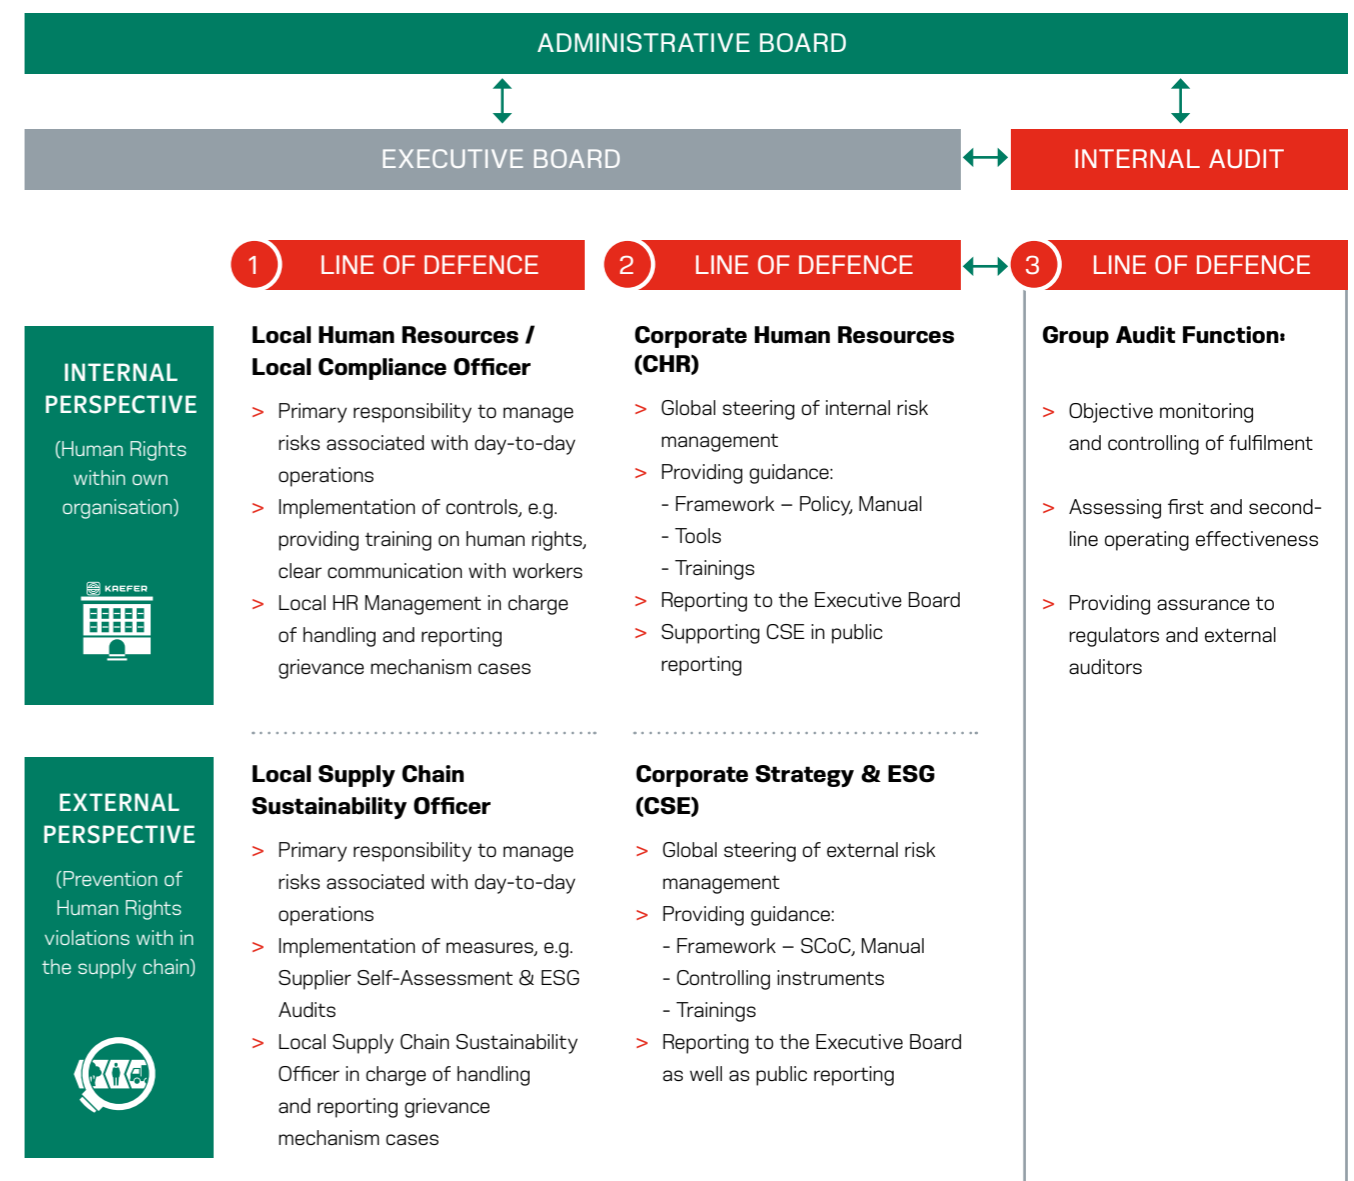 ADMINISTRATIVE BOARD
EXECUTIVE BOARD
INTERNAL AUDIT
1 LINE OF DEFENCE
2 LINE OF DEFENCE
3 LINE OF DEFENCE
INTERNAL
PERSPECTIVE
(Human Rights
within own
organisation)
KAEFER
Local Human Resources /
Local Compliance Officer
> Primary responsibility to manage
risks associated with day-to-day
operations
> Implementation of controls, e.g.
providing training on human rights,
clear communication with workers
> Local HR Management in charge
of handling and reporting
grievance mechanism cases
Corporate Human Resources
(CHR)
> Global steering of internal risk
management
> Providing guidance:
- Framework – Policy, Manual
- Tools
- Trainings
> Reporting to the Executive Board
> Supporting CSE in public
reporting
Group Audit Function:
> Objective monitoring
and controlling of fulfilment
> Assessing first and second-
line operating effectiveness
> Providing assurance to
regulators and external
auditors
EXTERNAL
PERSPECTIVE
(Prevention of
Human Rights
violations with in
the supply chain)
Local Supply Chain
Sustainability Officer
> Primary responsibility to manage
risks associated with day-to-day
operations
> Implementation of measures, e.g.
Supplier Self-Assessment & ESG
Audits
> Local Supply Chain Sustainability
Officer in charge of handling
and reporting grievance
mechanism cases
Corporate Strategy & ESG
(CSE)
> Global steering of external risk
management
> Providing guidance:
- Framework – SCoC, Manual
- Controlling instruments
- Trainings
> Reporting to the Executive Board
as well as public reporting